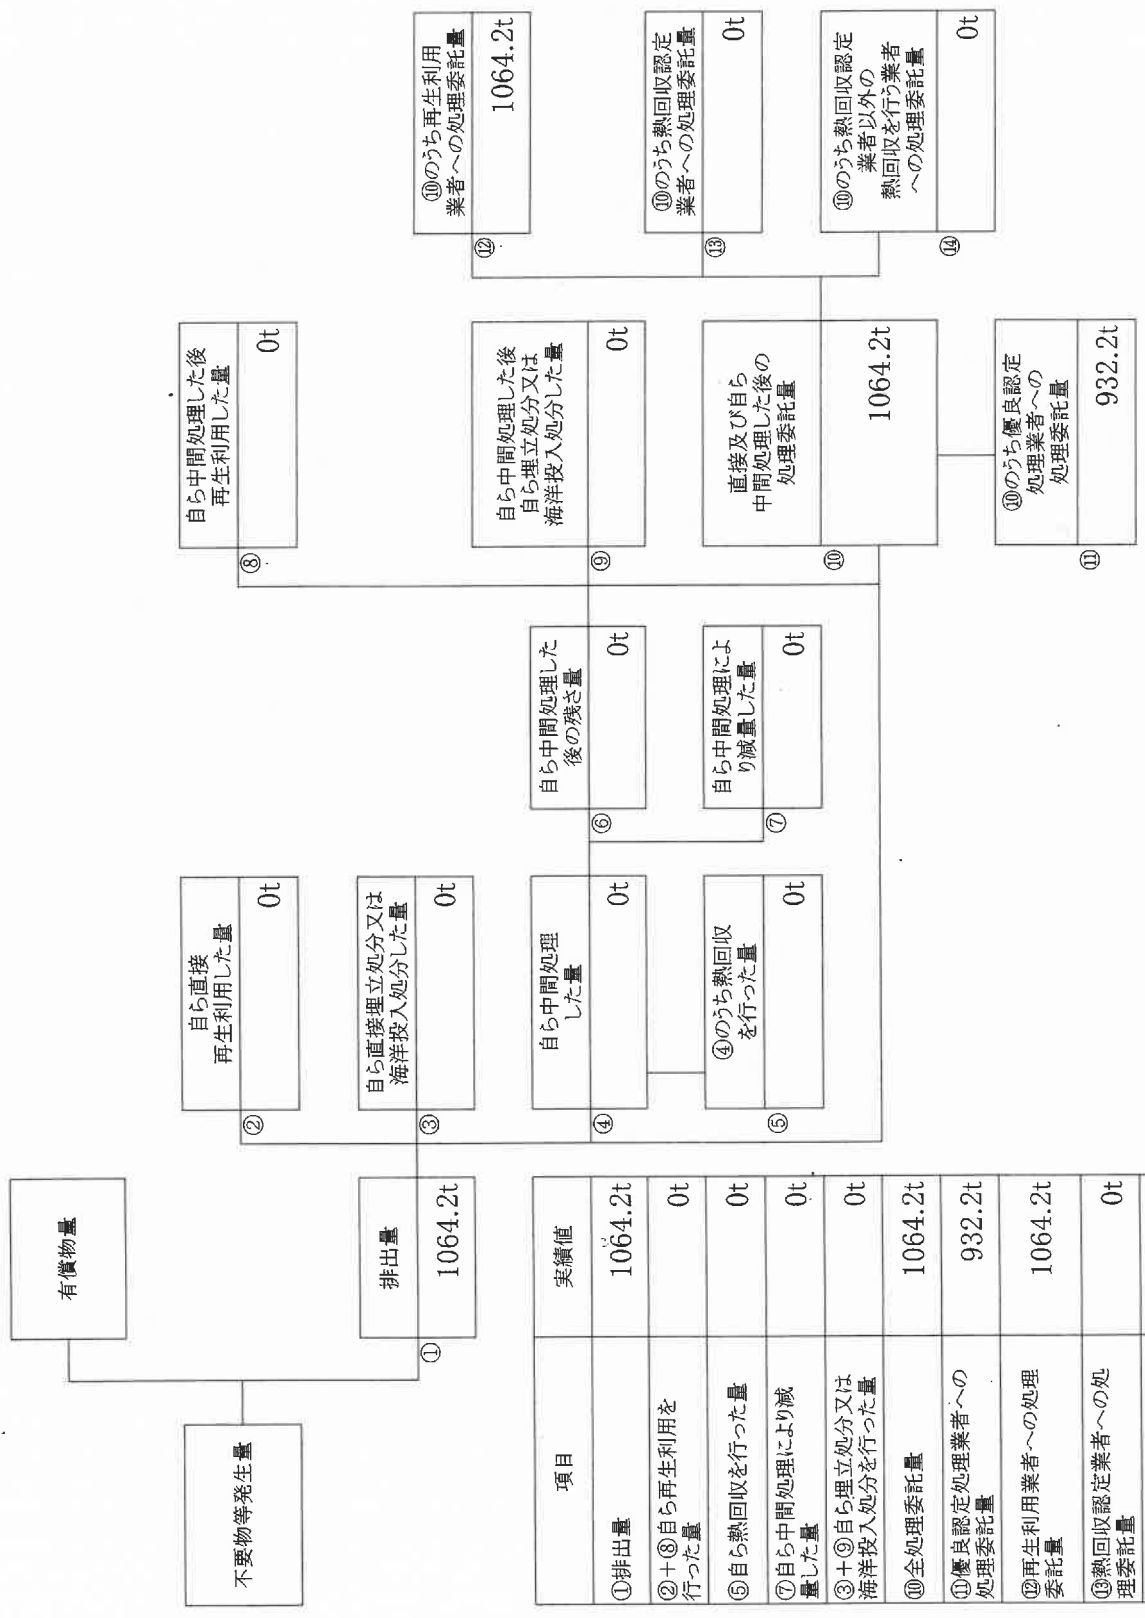 有償物量
不要物等発生量
排出量
①
1064.2t
自ら直接
再生利用した量
②
0t
自ら直接埋立処分又は
海洋投入処分した量
③
0t
自ら中間処理
した量
④
0t
④のうち熱回収
を行った量
⑤
0t
自ら中間処理した
後の残さ量
⑥
0t
自ら中間処理によ
り減量した量
⑦
0t
自ら中間処理した後
再生利用した量
⑧
0t
自ら中間処理した後
自ら埋立処分又は
海洋投入処分した量
⑨
0t
直接及び自ら
中間処理した後の
処理委託量
⑩
1064.2t
⑩のうち優良認定
処理業者への
処理委託量
⑪
932.2t
⑩のうち再生利用
業者への処理委託量
⑫
1064.2t
⑩のうち熱回収認定
業者への処理委託量
⑬
0t
⑩のうち熱回収認定
業者以外の
熱回収を行う業者
への処理委託量
⑭
0t
項目 実績値
①排出量 1064.2t
②+⑧自ら再生利用を
行った量 0t
⑤自ら熱回収を行った量 0t
⑦自ら中間処理により減
量した量 0t
③+⑨自ら埋立処分又は
海洋投入処分を行った量 0t
⑩全処理委託量 1064.2t
⑪優良認定処理業者への
処理委託量 932.2t
⑫再生利用業者への処理
委託量 1064.2t
⑬熱回収認定業者への処
理委託量 0t